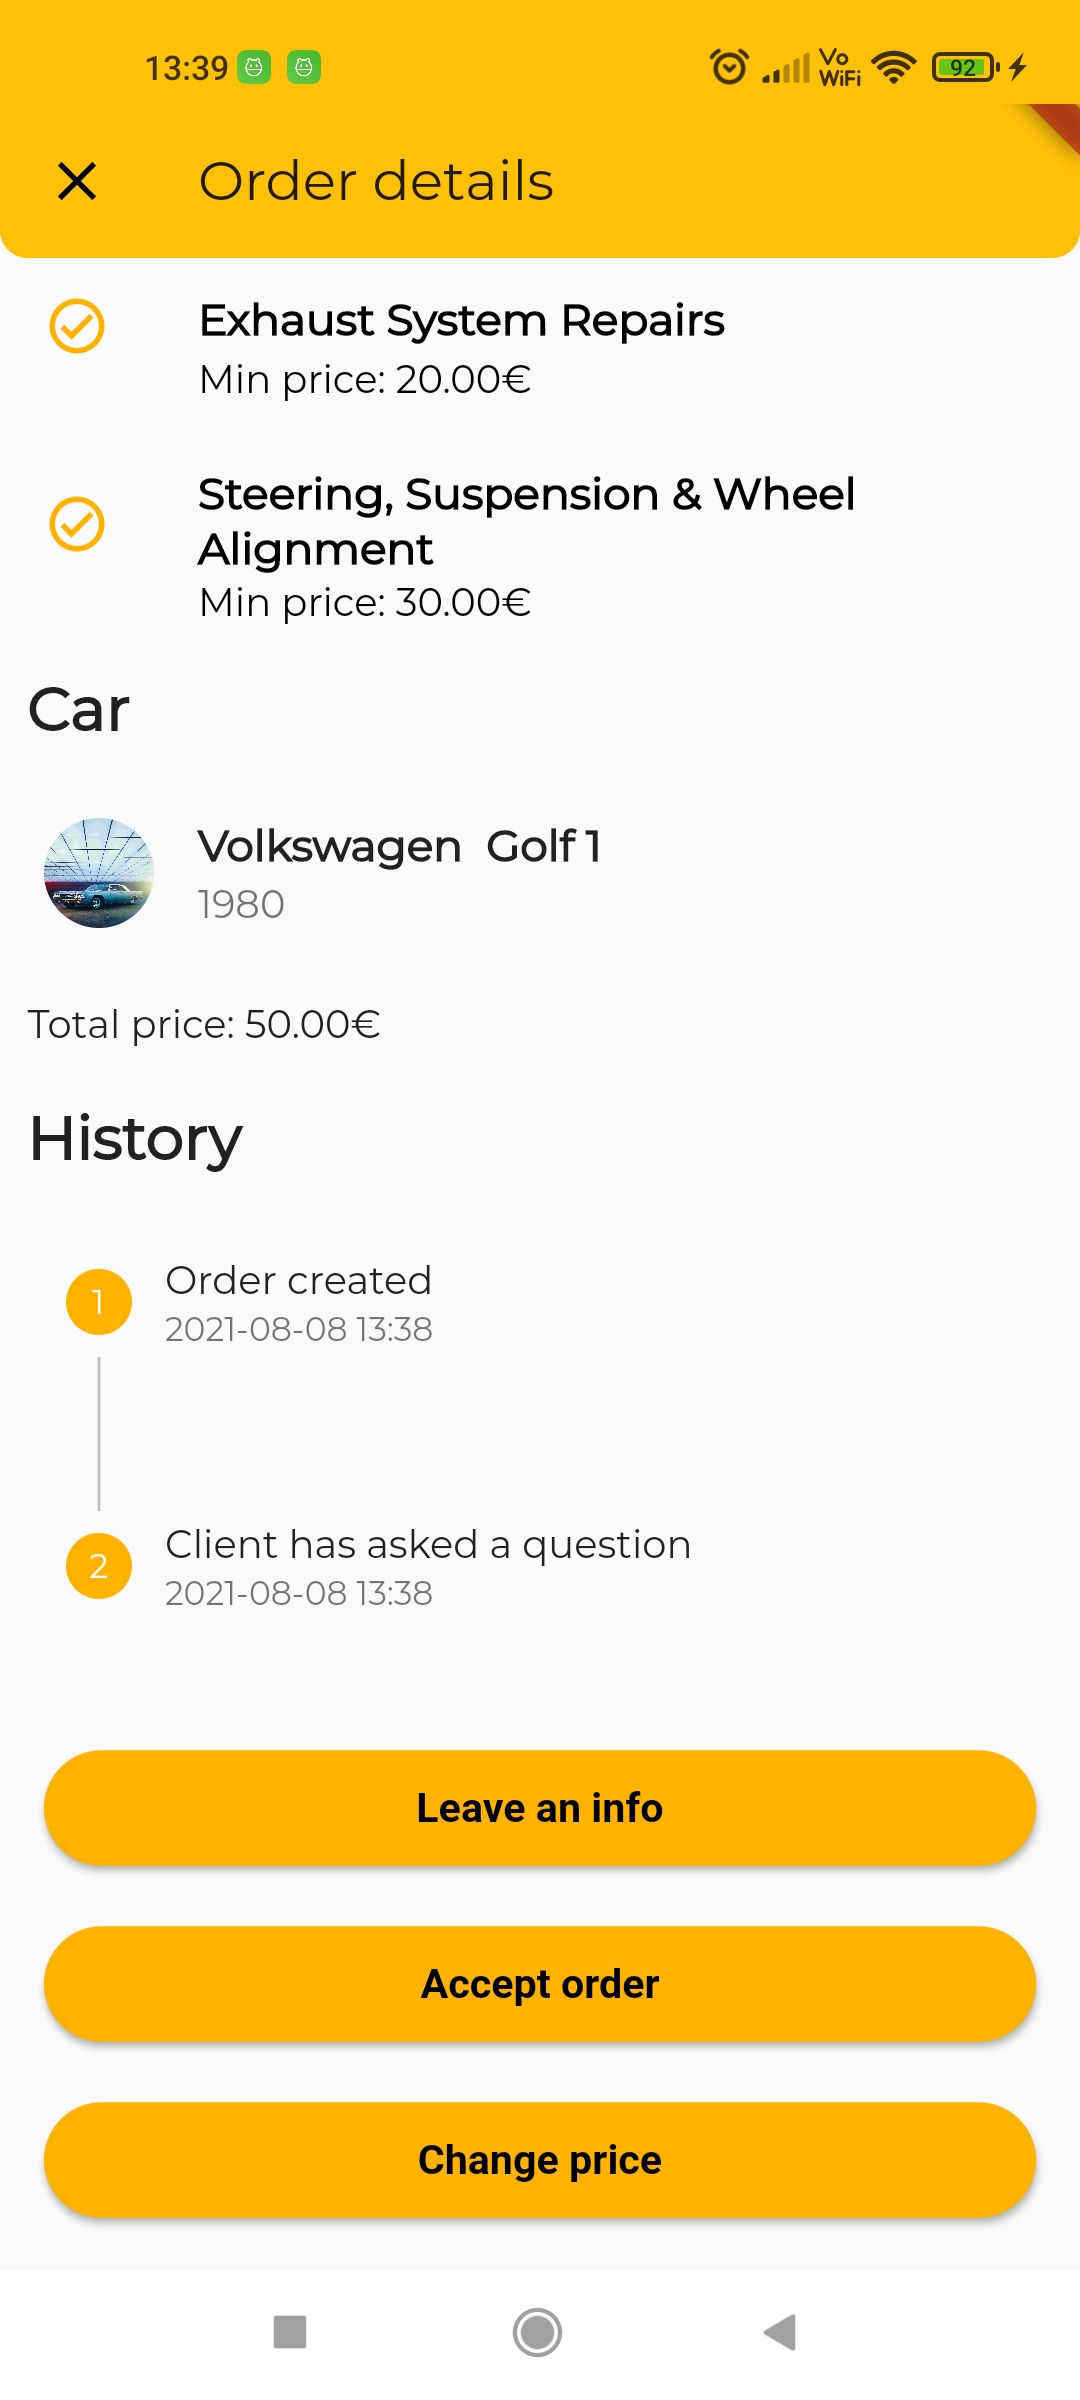 13:39
Vo
WiFi
92
Order details
Exhaust System Repairs
Min price: 20.00€
Steering, Suspension & Wheel
Alignment
Min price: 30.00€
Car
Volkswagen  Golf 1
1980
Total price: 50.00€
History
1
Order created
2021-08-08 13:38
2
Client has asked a question
2021-08-08 13:38
Leave an info
Accept order
Change price